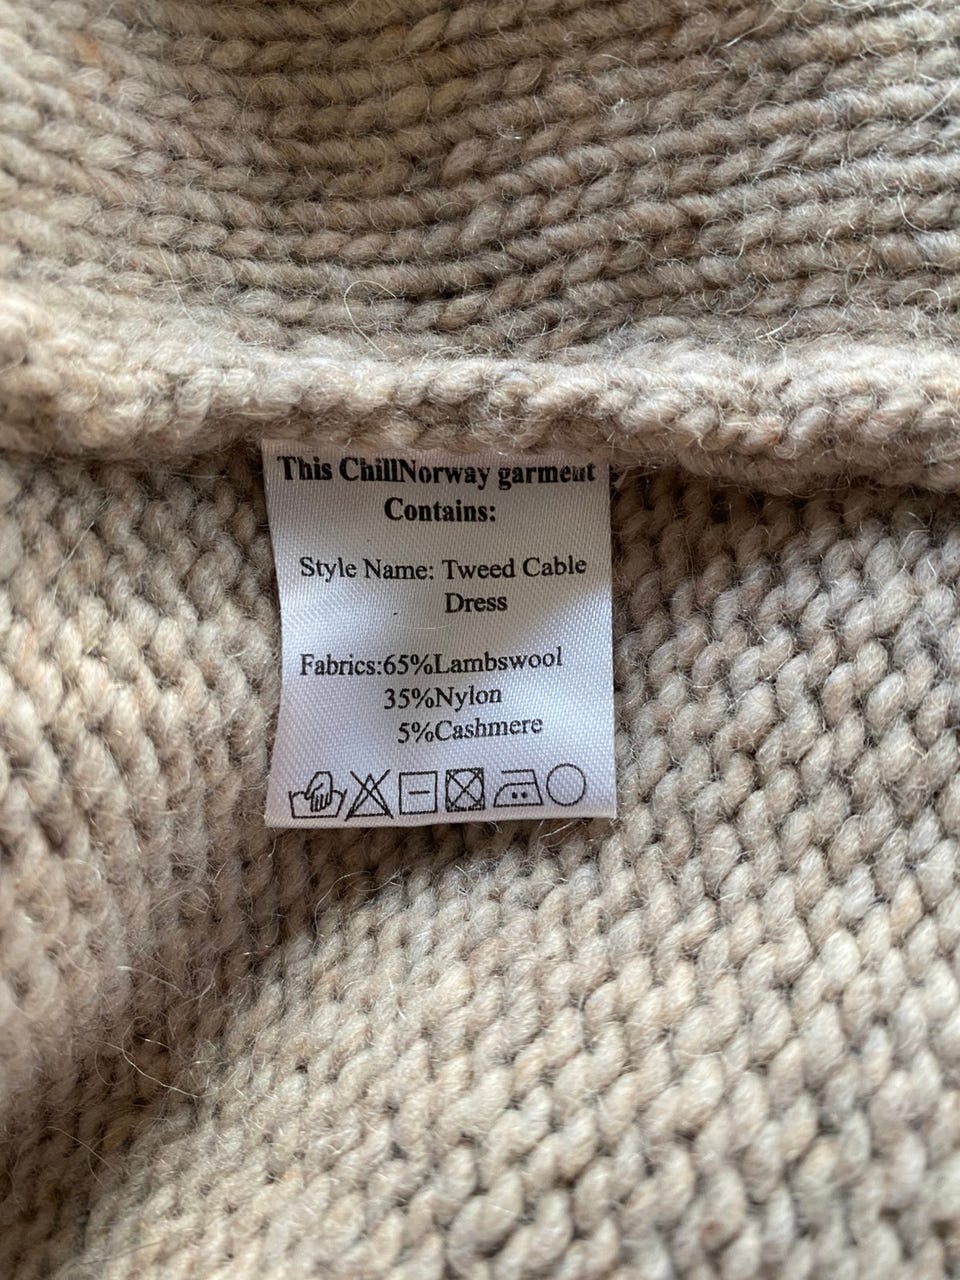 This ChillNorway garment
Contains:
Style Name: Tweed Cable
Dress
Fabrics:65%Lambswool
35%Nylon
5%Cashmere